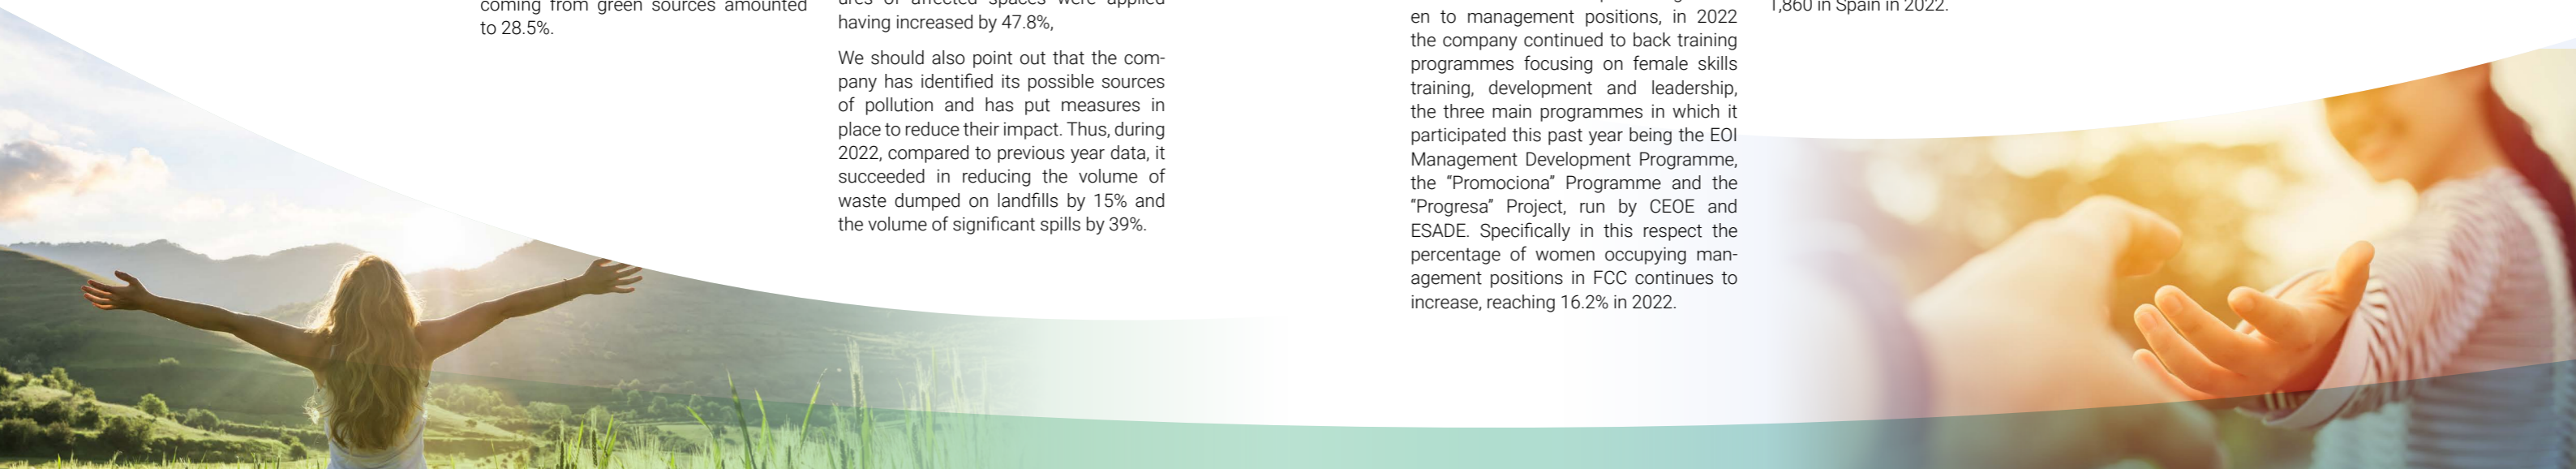 coming from green sources amounted
to 28.5%.
ures of affected spaces were applied
having increased by 47.8%,
We should also point out that the com-
pany has identified its possible sources
of pollution and has put measures in
place to reduce their impact. Thus, during
2022, compared to previous year data, it
succeeded in reducing the volume of
waste dumped on landfills by 15% and
the volume of significant spills by 39%.
en to management positions, in 2022
the company continued to back training
programmes focusing on female skills
training, development and leadership,
the three main programmes in which it
participated this past year being the EOI
Management Development Programme,
the “Promociona” Programme and the
“Progresa” Project, run by CEOE and
ESADE. Specifically in this respect the
percentage of women occupying man-
agement positions in FCC continues to
increase, reaching 16.2% in 2022.
1,860 in Spain in 2022.